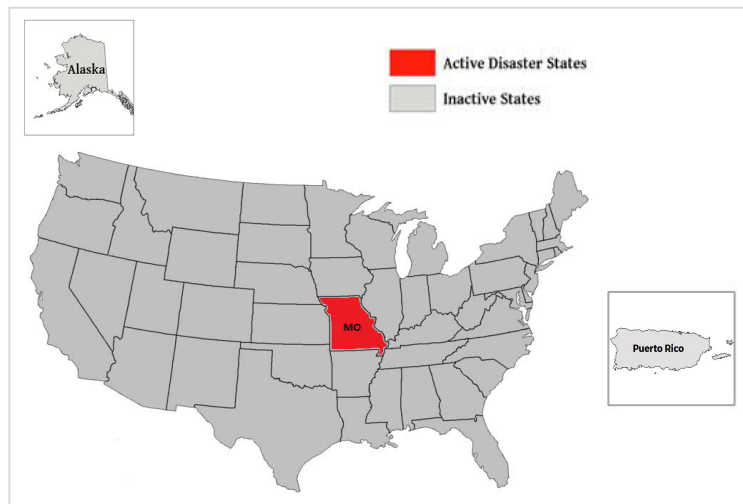 Alaska
Active Disaster States
Inactive States
MO
Puerto Rico